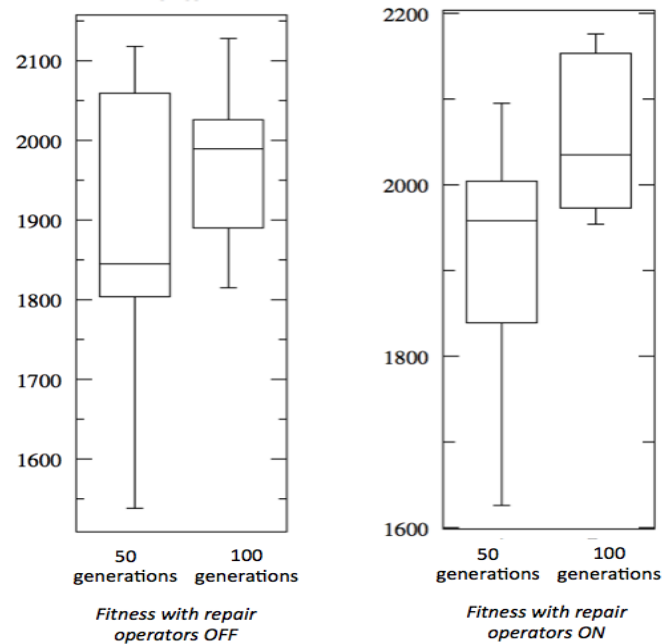 2100
2000
1900
1800
1700
1600
50 generations
100 generations
Fitness with repair
operators OFF
2200
2000
1800
1600
50 generations
100 generations
Fitness with repair
operators ON